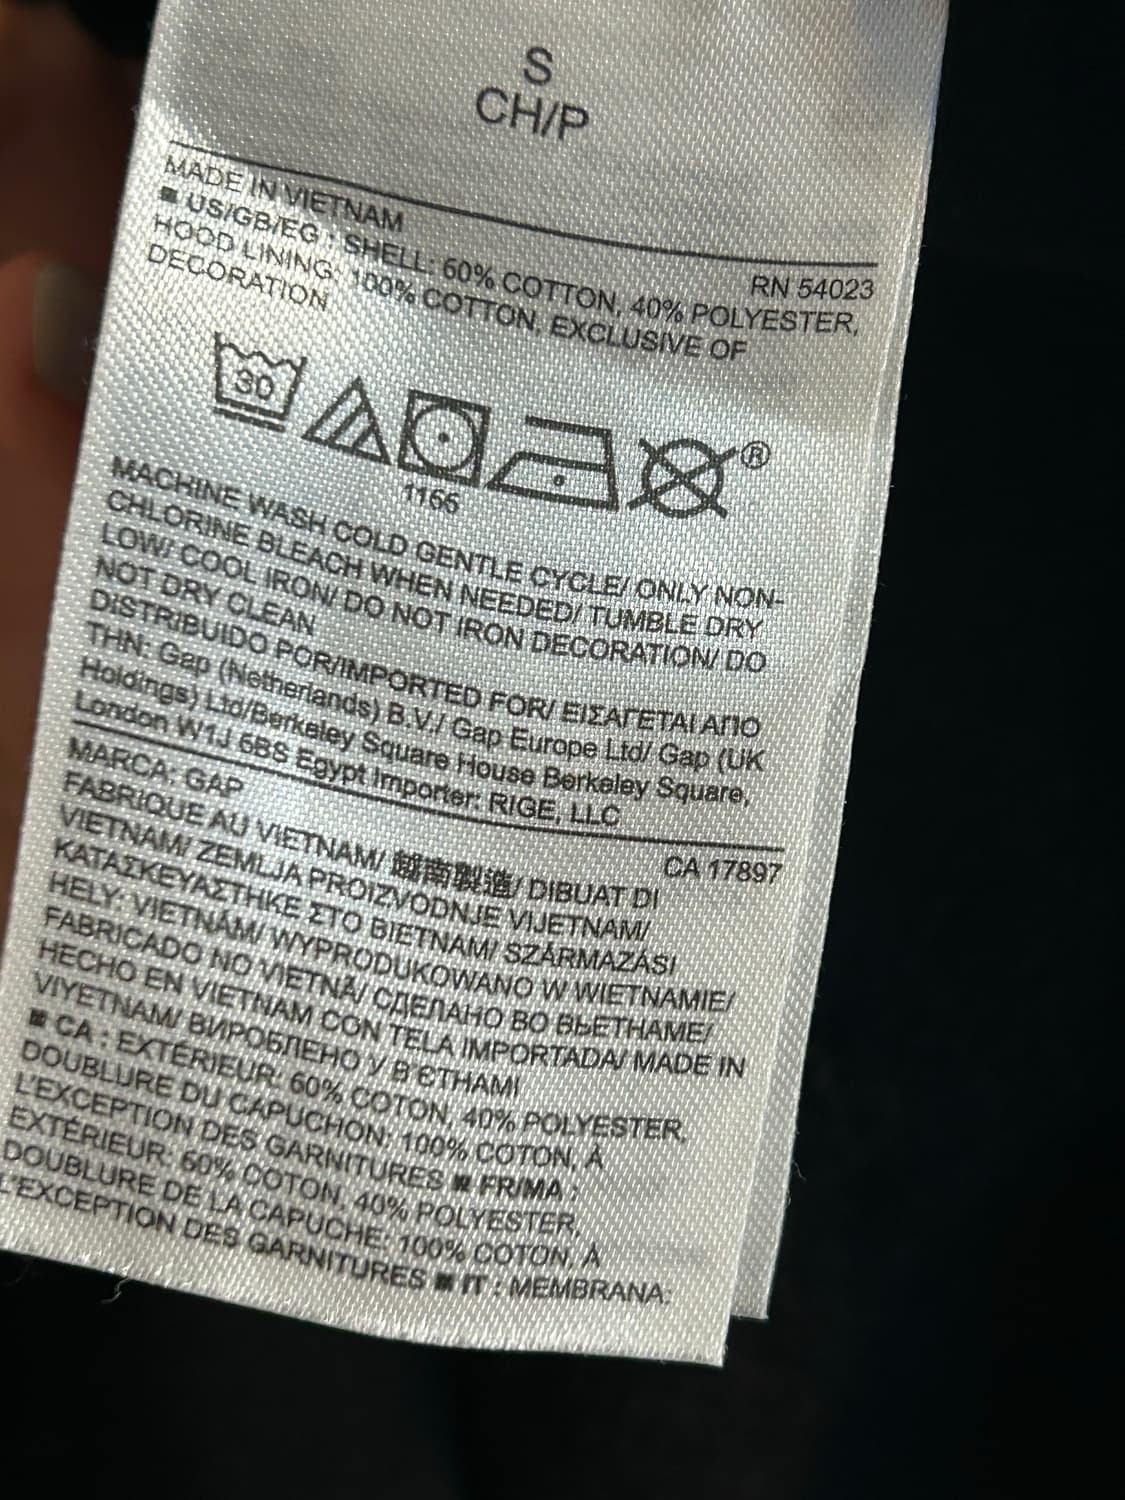 S
CH/P
MADE IN VIETNAM
RN 54023
■ US/GB/EG : SHELL: 60% COTTON, 40% POLYESTER,
HOOD LINING: 100% COTTON. EXCLUSIVE OF
DECORATION
30
®
1166
MACHINE WASH COLD GENTLE CYCLE/ ONLY NON-
CHLORINE BLEACH WHEN NEEDED/ TUMBLE DRY
LOW/ COOL IRON/ DO NOT IRON DECORATION/ DO
NOT DRY CLEAN
DISTRIBUIDO POR/IMPORTED FOR/ ΕΙΣΑΓΕΤΑΙ ΑΠΟ
THN: Gap (Netherlands) B.V./ Gap Europe Ltd/ Gap (UK
Holdings) Ltd/Berkeley Square House Berkeley Square,
London W1J 6BS Egypt Importer: RIGE, LLC
MARCA: GAP
CA 17897
FABRIQUE AU VIETNAM/ 越南製造/ DIBUAT DI
VIETNAM/ ZEMLJA PROIZVODNJE VIJETNAM/
ΚΑΤΑΣΚΕΥΑΣΤΗΚΕ ΣΤΟ ΒΙΕΤΝΑΜ/ SZÁRMAZÁSI
HELY: VIETNÁM/ WYPRODUKOWANO W WIETNAMIE/
FABRICADO NO VIETNÃ/ СДЕЛАНО ВО ВЬЕТНАМЕ/
HECHO EN VIETNAM CON TELA IMPORTADA/ MADE IN
VIYETNAM/ ВИРОБЛЕНО У В'ЄТНАМІ
■ CA : EXTÉRIEUR: 60% COTON, 40% POLYESTER,
DOUBLURE DU CAPUCHON: 100% COTON, À
L'EXCEPTION DES GARNITURES ■ FR/MA :
EXTÉRIEUR: 60% COTON, 40% POLYESTER,
DOUBLURE DE LA CAPUCHE: 100% COTON, À
L'EXCEPTION DES GARNITURES ■ IT : MEMBRANA: